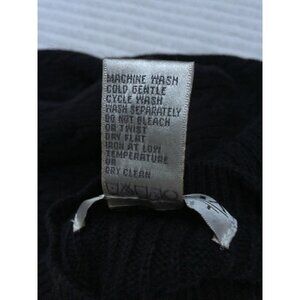 MACHINE WASH
COLD GENTLE
CYCLE WASH
WASH SEPARATELY
DO NOT BLEACH
OR TWIST
DRY FLAT
IRON AT LOW
TEMPERATURE
OR
DRY CLEAN